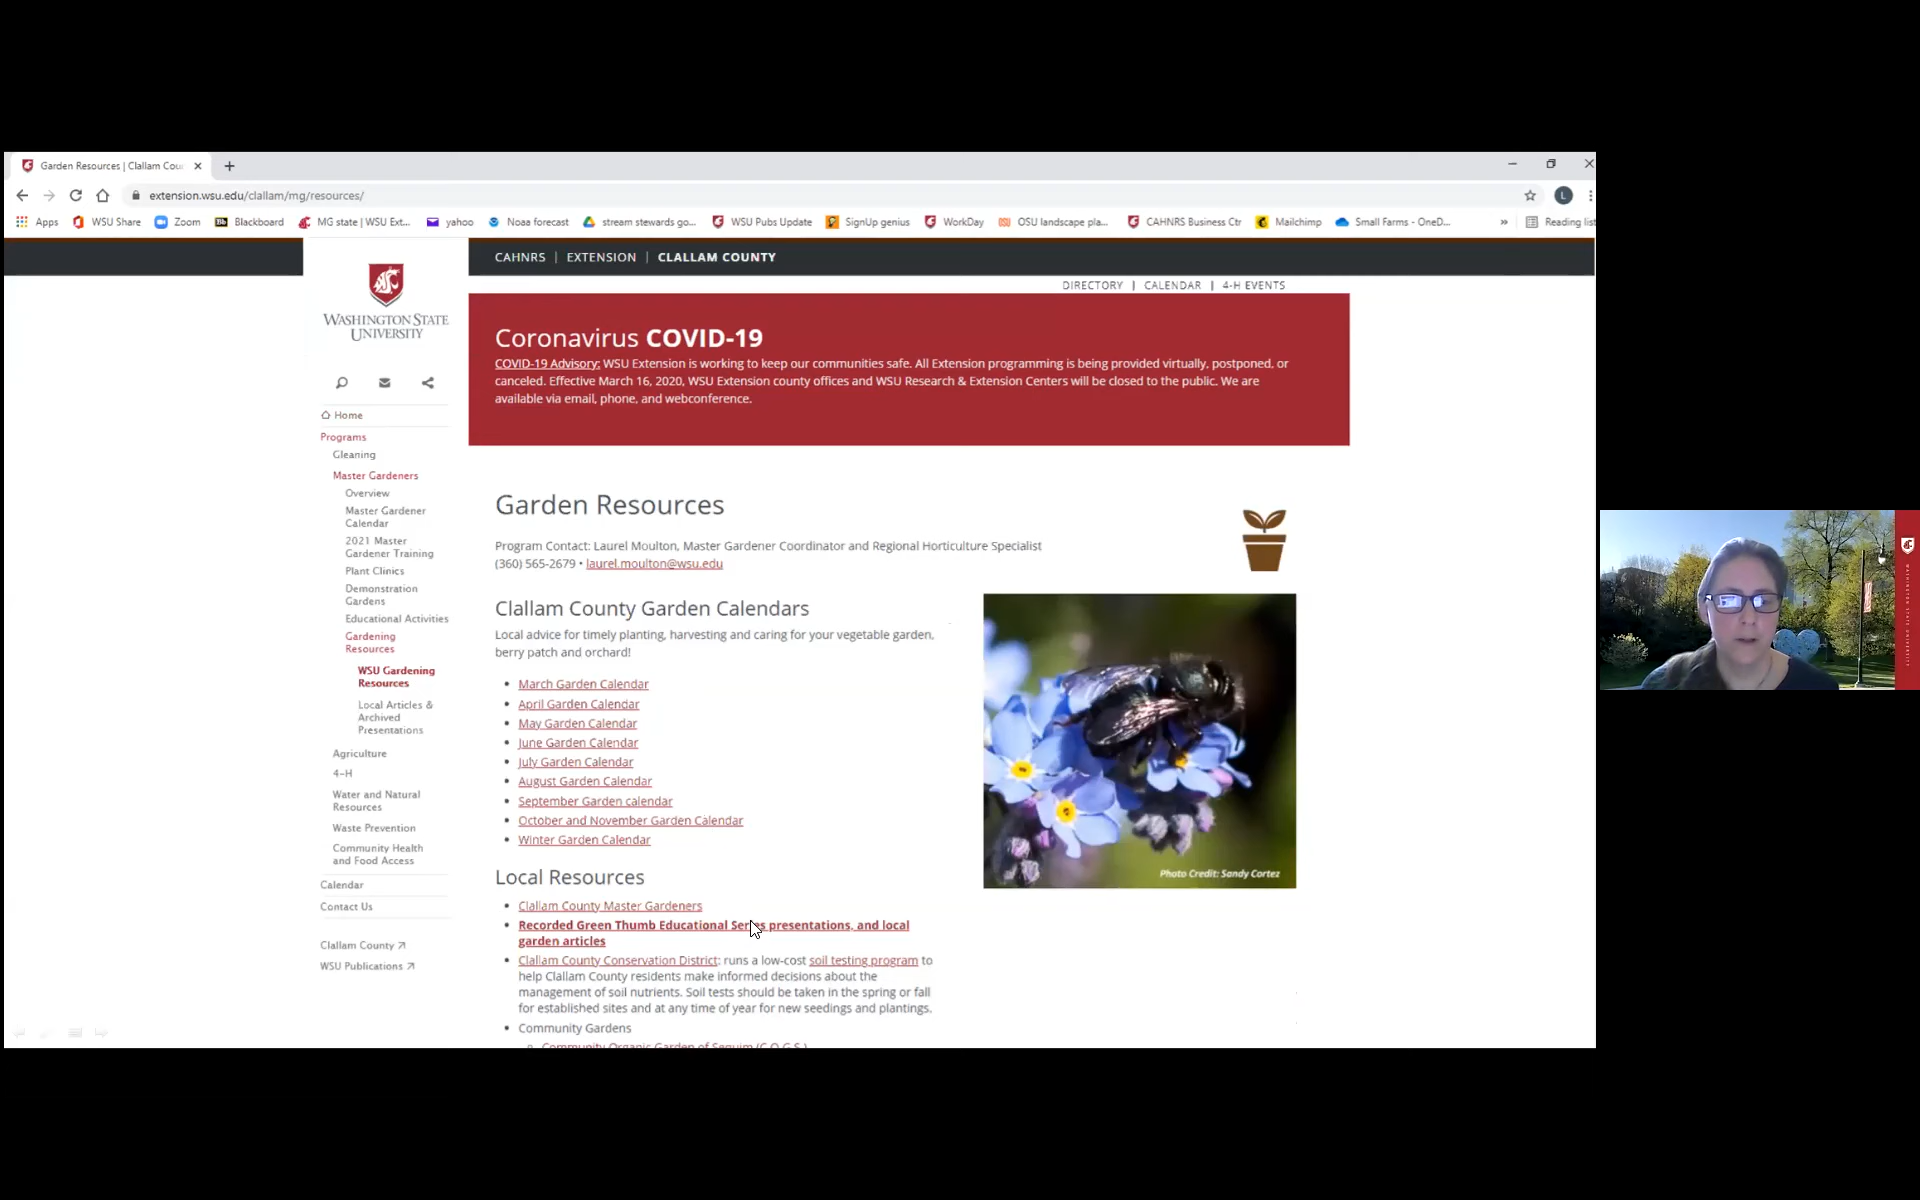 Garden Resources | Clallam Cou
extension.wsu.edu/clallam/mg/resources/
L
Apps WSU Share Zoom Blackboard MG state | WSU Ext... yahoo Noaa forecast stream stewards go... WSU Pubs Update SignUp genius WorkDay OSU landscape pla... CAHNRS Business Ctr Mailchimp Small Farms - OneD... » Reading list
CAHNRS | EXTENSION | CLALLAM COUNTY
DIRECTORY | CALENDAR | 4-H EVENTS
WASHINGTON STATE
UNIVERSITY
Home
Programs
Gleaning
Master Gardeners
Overview
Master Gardener
Calendar
2021 Master
Gardener Training
Plant Clinics
Demonstration
Gardens
Educational Activities
Gardening
Resources
WSU Gardening
Resources
Local Articles &
Archived
Presentations
Agriculture
4-H
Water and Natural
Resources
Waste Prevention
Community Health
and Food Access
Calendar
Contact Us
Clallam County
WSU Publications
Coronavirus COVID-19
COVID-19 Advisory: WSU Extension is working to keep our communities safe. All Extension programming is being provided virtually, postponed, or
canceled. Effective March 16, 2020, WSU Extension county offices and WSU Research & Extension Centers will be closed to the public. We are
available via email, phone, and webconference.
Garden Resources
Program Contact: Laurel Moulton, Master Gardener Coordinator and Regional Horticulture Specialist
(360) 565-2679 • laurel.moulton@wsu.edu
Clallam County Garden Calendars
Local advice for timely planting, harvesting and caring for your vegetable garden,
berry patch and orchard!
• March Garden Calendar
• April Garden Calendar
• May Garden Calendar
• June Garden Calendar
• July Garden Calendar
• August Garden Calendar
• September Garden calendar
• October and November Garden Calendar
• Winter Garden Calendar
Photo Credit: Sandy Cortez
Local Resources
• Clallam County Master Gardeners
• Recorded Green Thumb Educational Series presentations, and local
garden articles
• Clallam County Conservation District: runs a low-cost soil testing program to
help Clallam County residents make informed decisions about the
management of soil nutrients. Soil tests should be taken in the spring or fall
for established sites and at any time of year for new seedings and plantings.
• Community Gardens
Community Organic Garden of Sequim (C.O.G.S.)